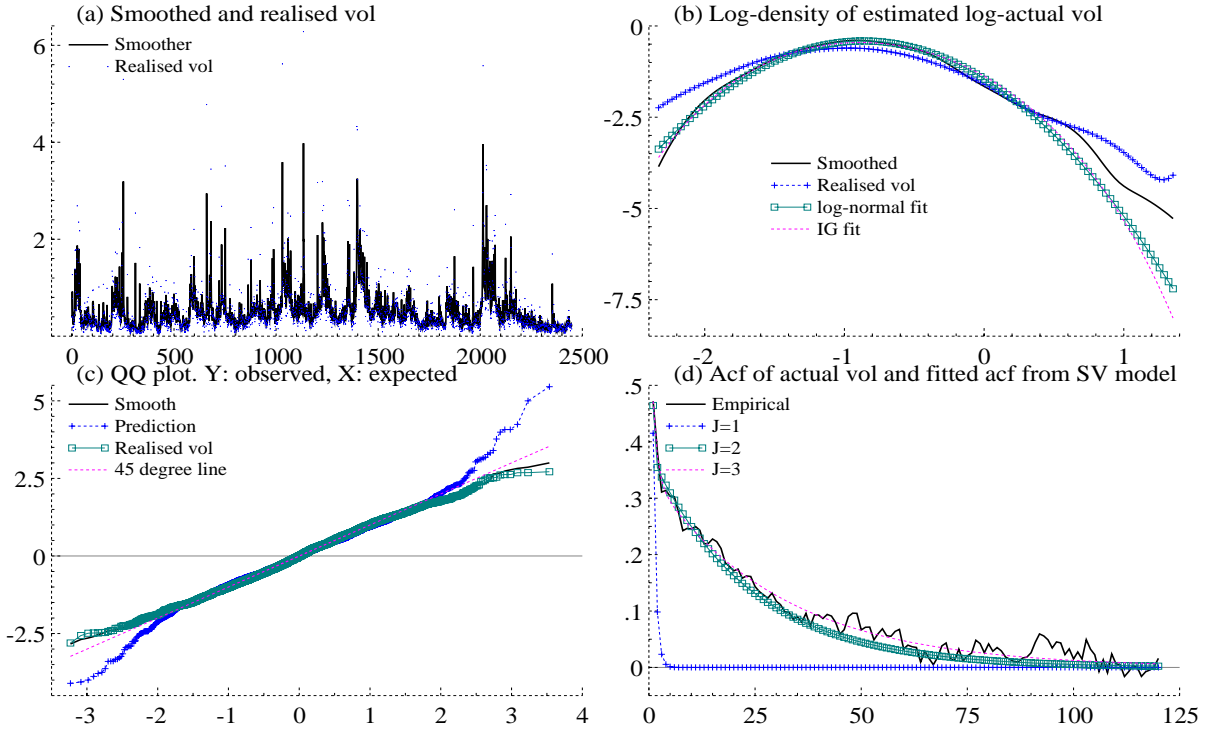 (a) Smoothed and realised vol
Smoother
Realised vol
6
4
2
0 500 1000 1500 2000 2500
(b) Log-density of estimated log-actual vol
0
-2.5
-5
-7.5
Smoothed
Realised vol
log-normal fit
IG fit
-2 -1 0 1
(c) QQ plot. Y: observed, X: expected
5
2.5
0
-2.5
Smooth
Prediction
Realised vol
45 degree line
-3 -2 -1 0 1 2 3 4
(d) Acf of actual vol and fitted acf from SV model
.5
.4
.3
.2
.1
0
Empirical
J=1
J=2
J=3
0 25 50 75 100 125